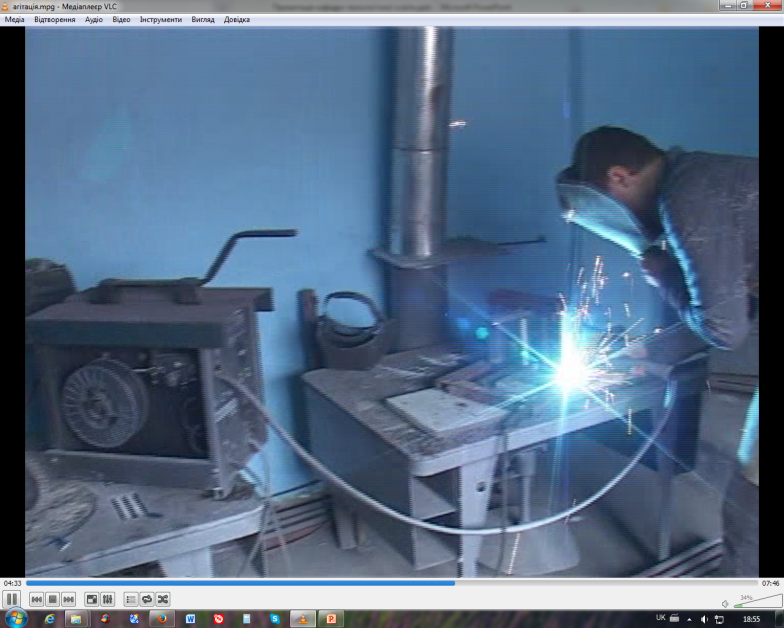 агітація.mpg - Медіаплеєр VLC
Медіа Відтворення Аудіо Відео Інструменти Вигляд Довідка
04:33 07:46
34%
UK 18:55